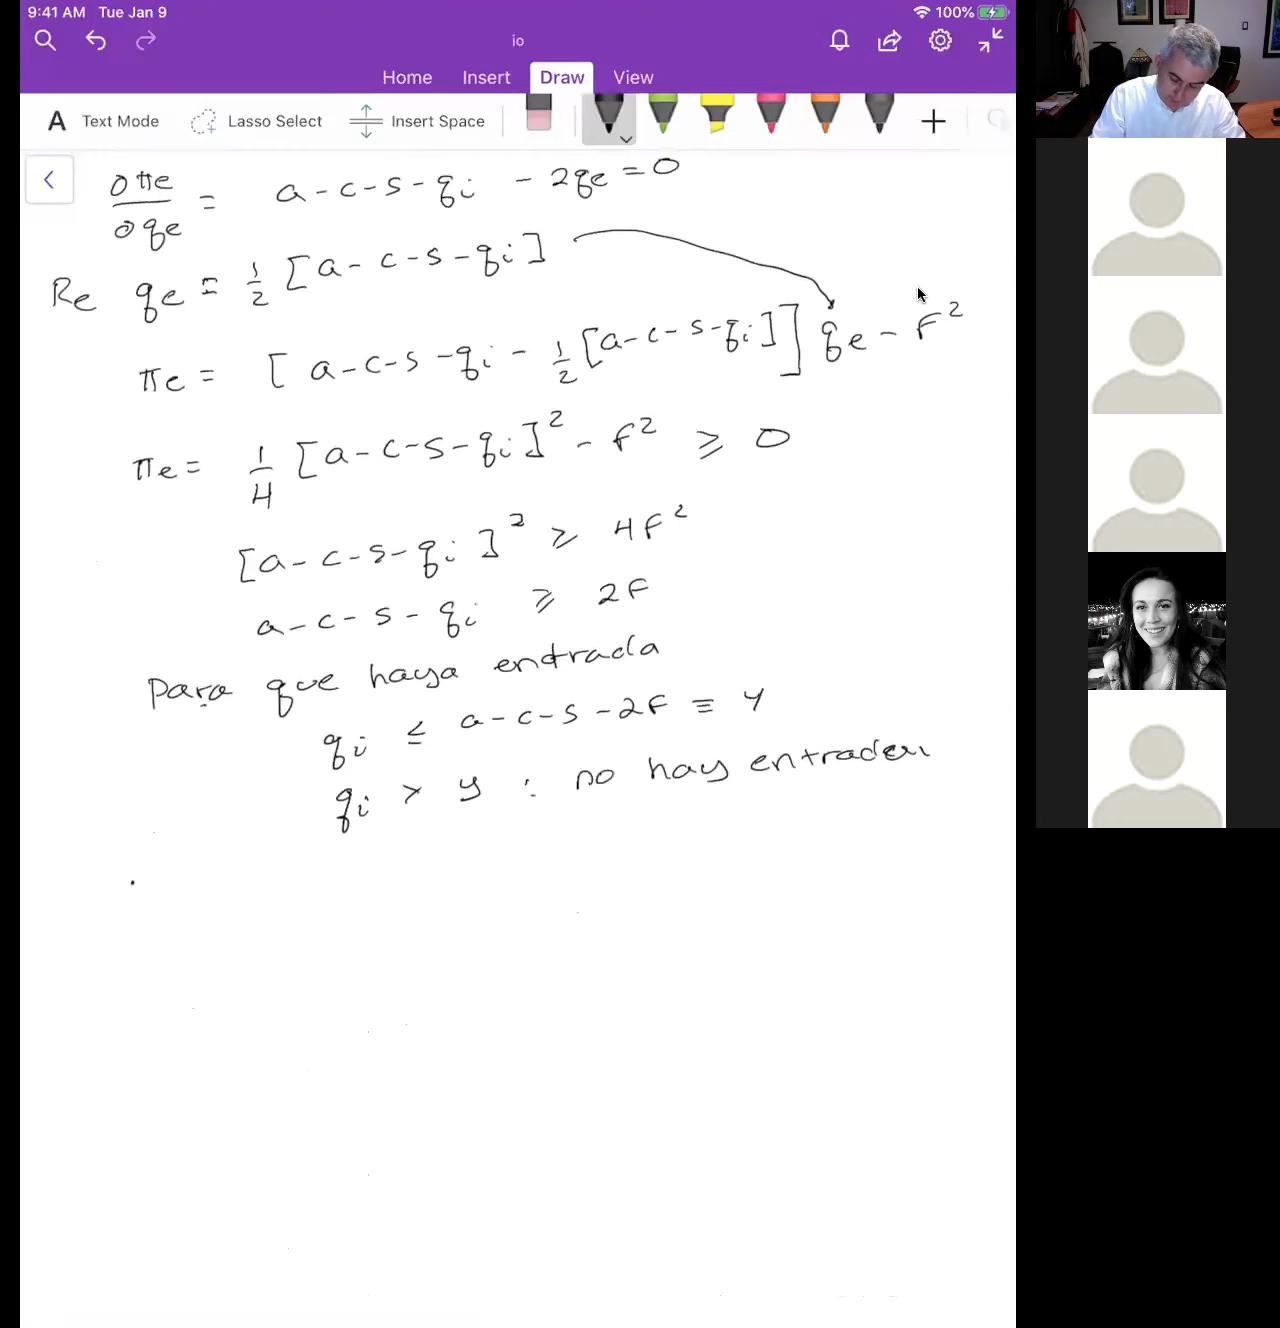 9:41 AM Tue Jan 9
100%
io
Home Insert Draw View
A Text Mode Lasso Select Insert Space
∂πe/∂qe = a - c - s - qi - 2qe = 0
Re qe = 1/2 [a - c - s - qi]
πe = [a - c - s - qi - 1/2 [a - c - s - qi]] qe - F²
πe = 1/4 [a - c - s - qi]² - F² ≥ 0
[a - c - s - qi]² ≥ 4F²
a - c - s - qi ≥ 2F
Para que haya entrada
qi ≤ a - c - s - 2F ≡ Y
qi > y : no hay entrada